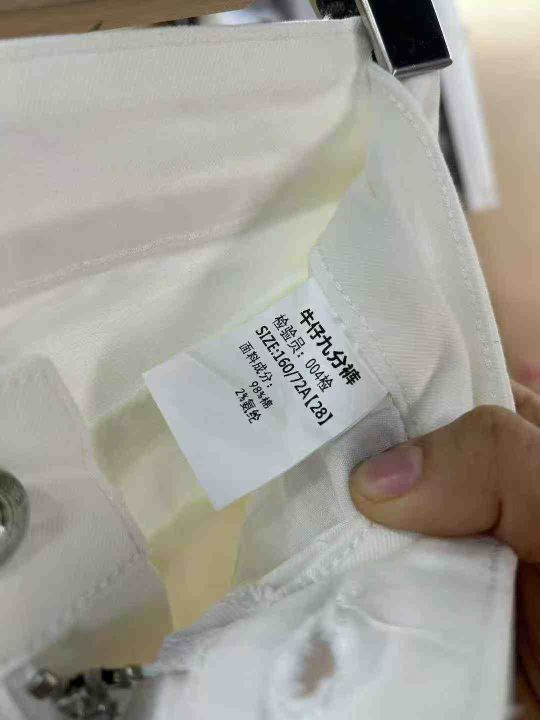 牛仔九分裤
检验员：004检
SIZE:160/72A[28]
面料成分：
98%棉
2%氨纶